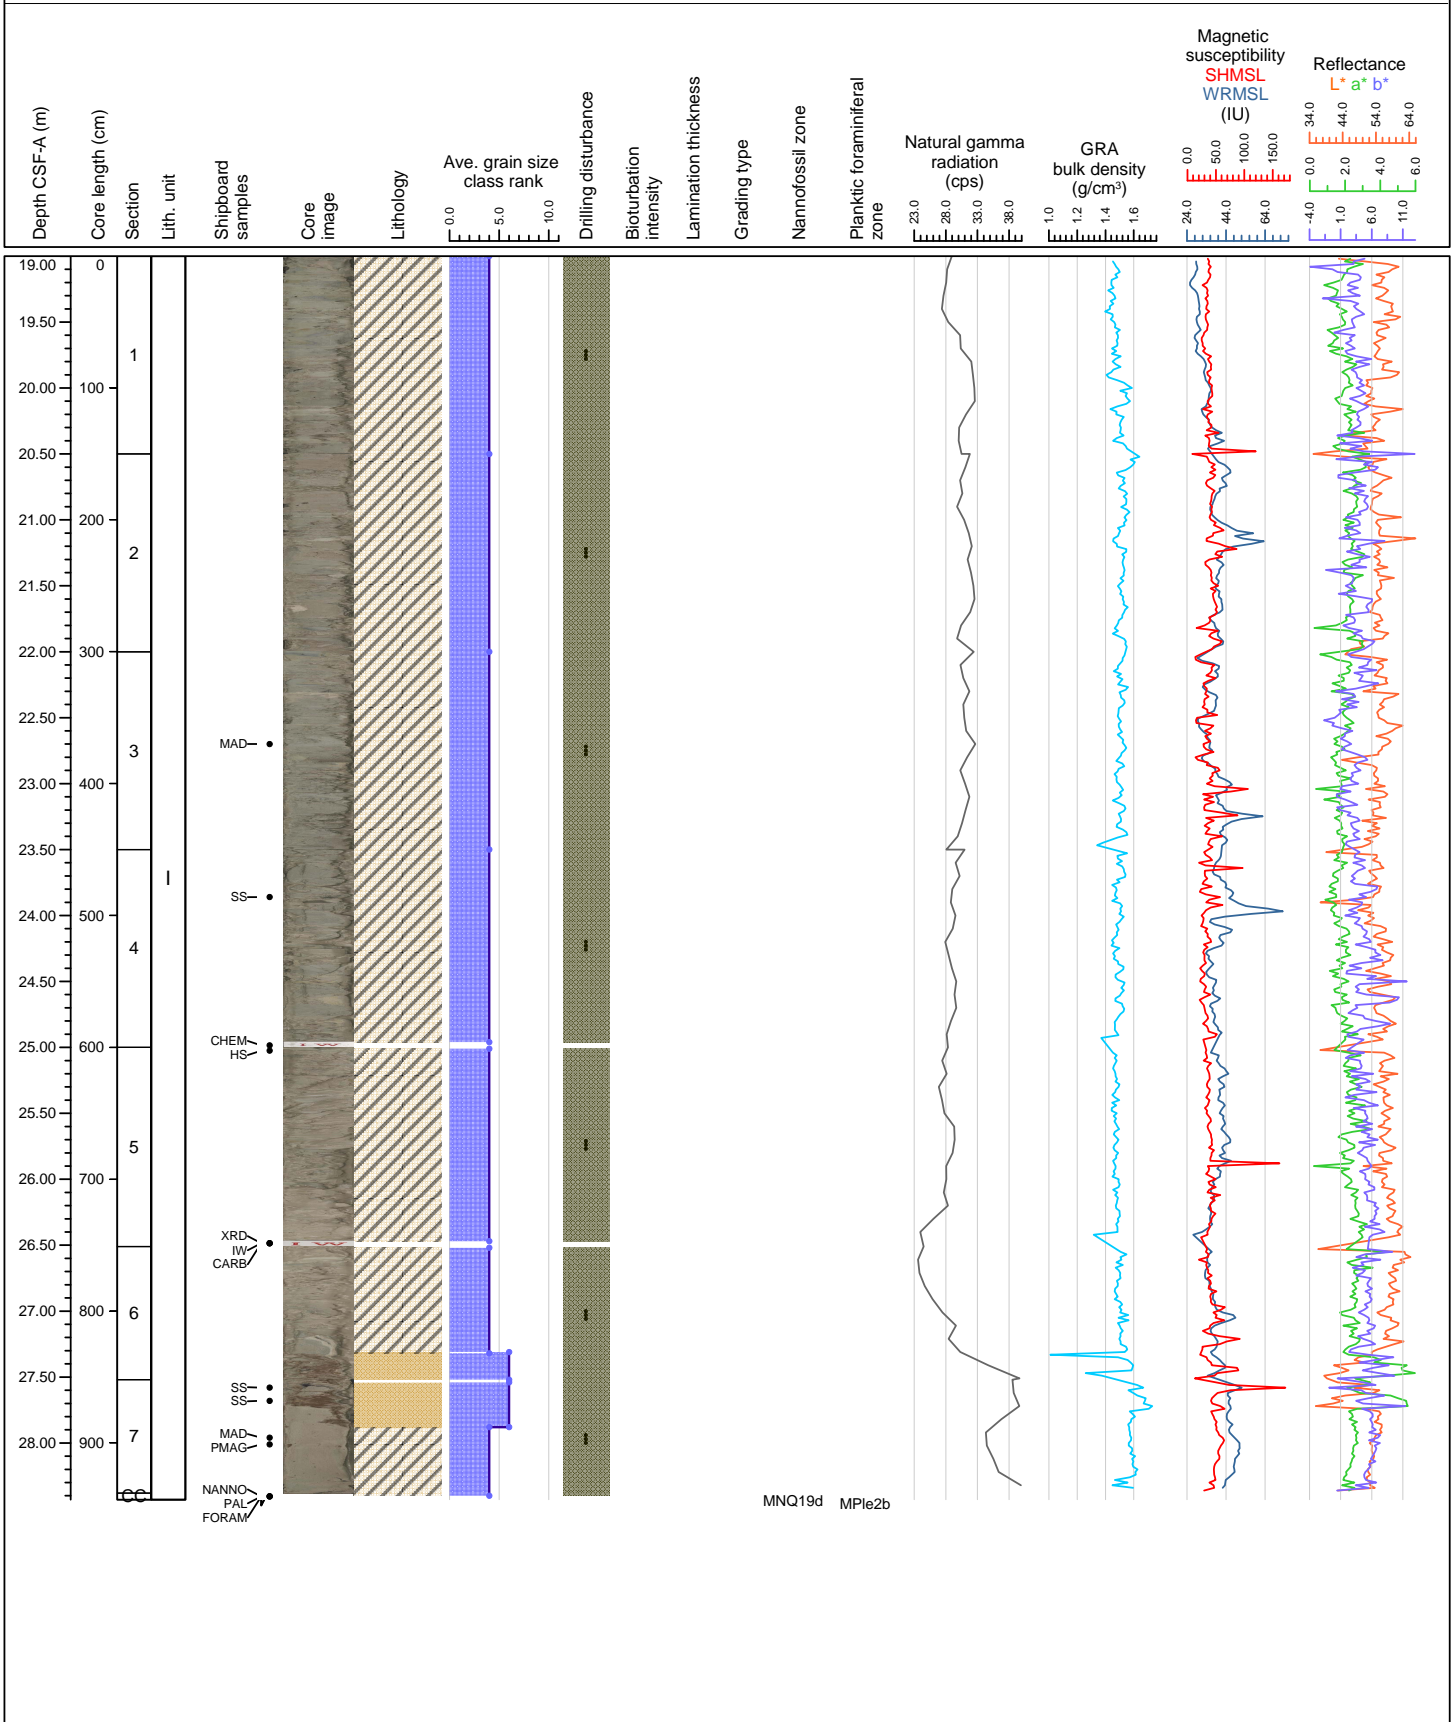 Depth CSF-A (m)
Core length (cm)
Section
Lith. unit
Shipboard
samples
Core
image
Lithology
Ave. grain size
class rank
0.0 5.0 10.0
Drilling disturbance
Bioturbation
intensity
Lamination thickness
Grading type
Nannofossil zone
Planktic foraminiferal
zone
Natural gamma
radiation
(cps)
23.0 28.0 33.0 38.0
GRA
bulk density
(g/cm³)
1.0 1.2 1.4 1.6
Magnetic
susceptibility
SHMSL
WRMSL
(IU)
0.0 50.0 100.0 150.0
24.0 44.0 64.0
Reflectance
L* a* b*
34.0 44.0 54.0 64.0
0.0 2.0 4.0 6.0
-4.0 1.0 6.0 11.0
19.00 0
19.50
1
20.00 100
20.50
21.00 200
2
21.50
22.00 300
22.50
3 MAD
23.00 400
23.50
I
SS
24.00 500
4
24.50
CHEM
25.00 600
HS
25.50
5
26.00 700
XRD
26.50
IW
CARB
27.00 800
6
27.50
SS
SS
7 MAD
28.00 900
PMAG
NANNO
CC
PAL
MNQ19d MPle2b
FORAM